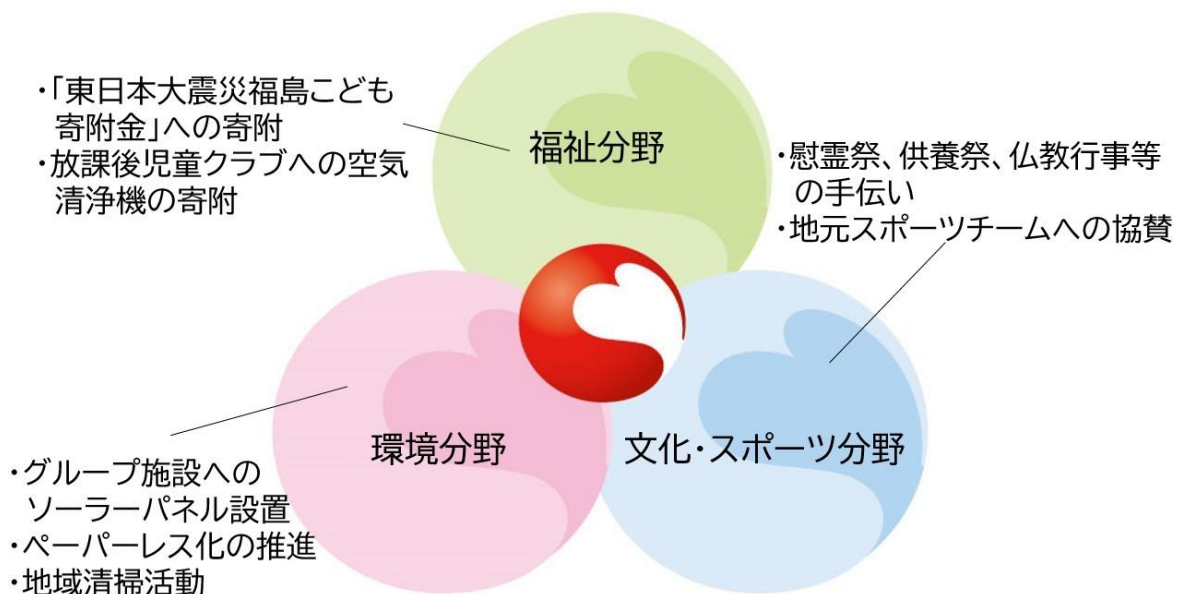 ・「東日本大震災福島こども
寄附金」への寄附
・放課後児童クラブへの空気
清浄機の寄附
福祉分野
・慰霊祭、供養祭、仏教行事等
の手伝い
・地元スポーツチームへの協賛
環境分野
文化・スポーツ分野
・グループ施設への
ソーラーパネル設置
・ペーパーレス化の推進
・地域清掃活動